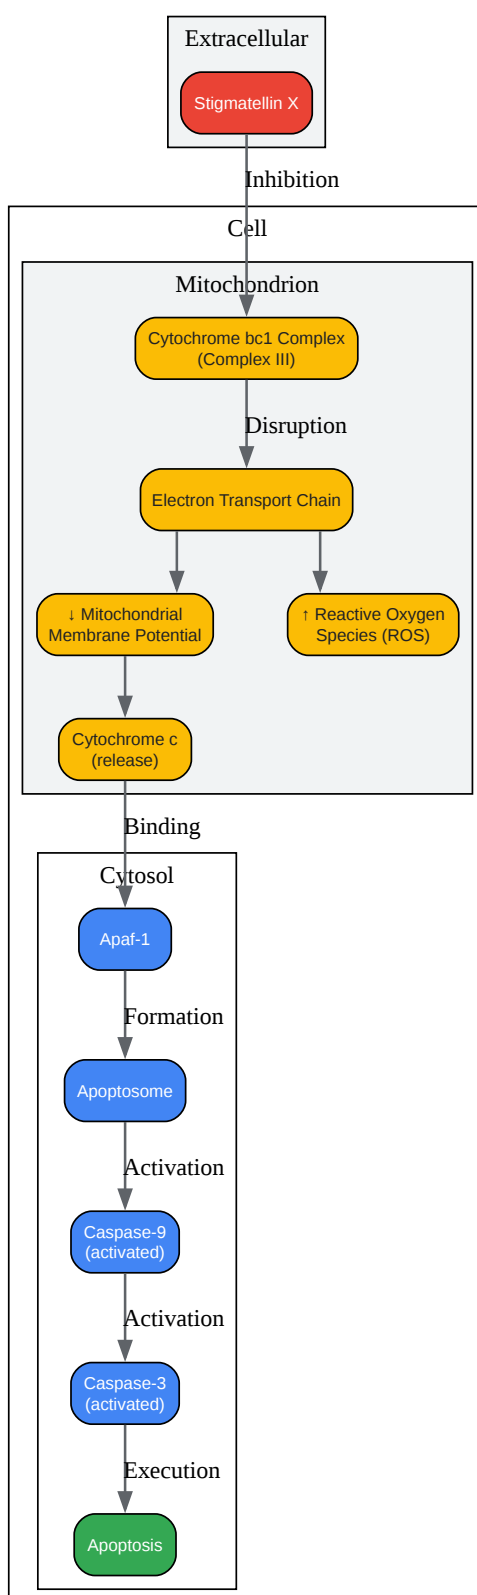 Extracellular
Stigmatellin X
Inhibition
Cell
Mitochondrion
Cytochrome bc1 Complex
(Complex III)
Disruption
Electron Transport Chain
↓ Mitochondrial
Membrane Potential
↑ Reactive Oxygen
Species (ROS)
Cytochrome c
(release)
Binding
Cytosol
Apaf-1
Formation
Apoptosome
Activation
Caspase-9
(activated)
Activation
Caspase-3
(activated)
Execution
Apoptosis